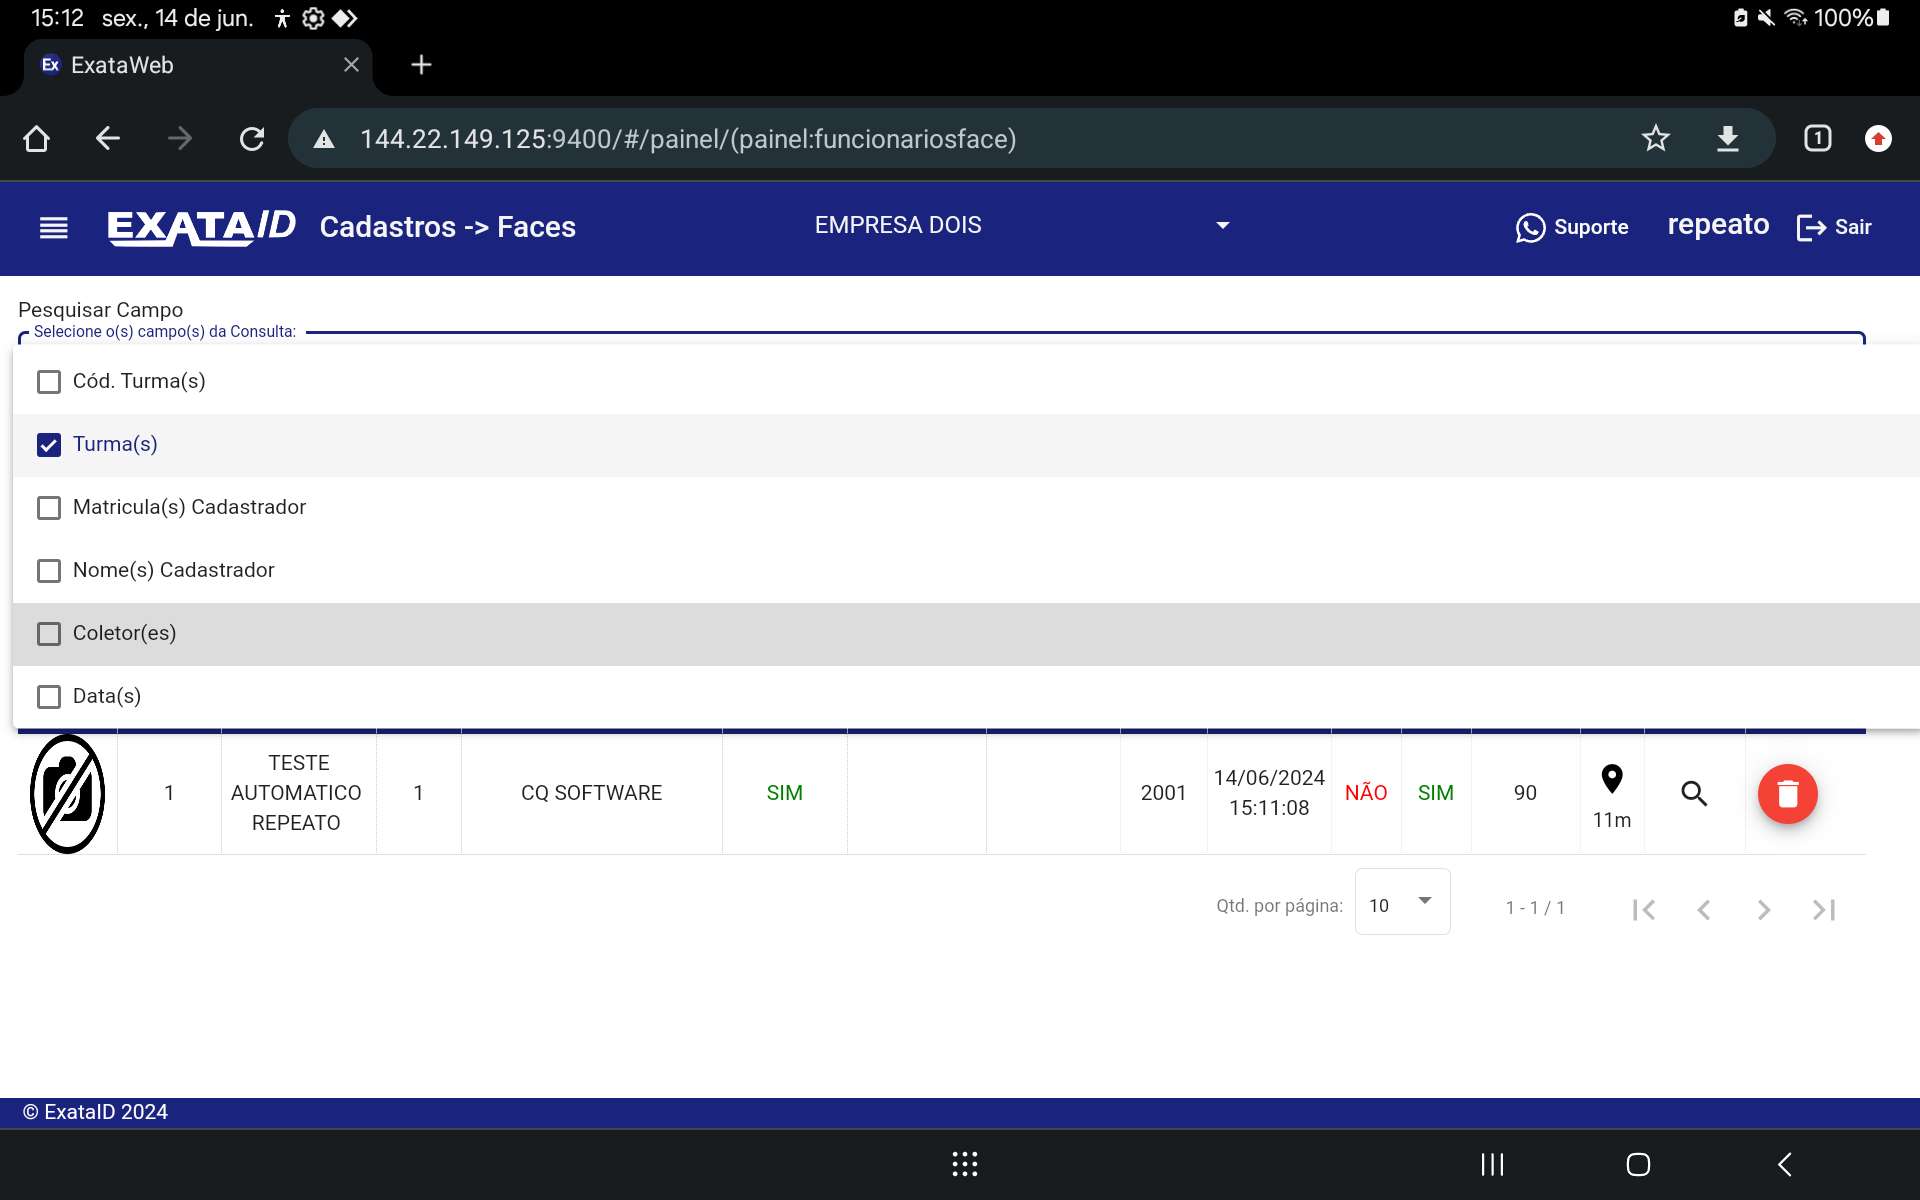 15:12 sex., 14 de jun. 100%
Ex ExataWeb
144.22.149.125:9400/#/painel/(painel:funcionariosface) 1
EXATA/ID Cadastros -> Faces EMPRESA DOIS Suporte repeato Sair
Pesquisar Campo
Selecione o(s) campo(s) da Consulta:
Cód. Turma(s)
Turma(s)
Matricula(s) Cadastrador
Nome(s) Cadastrador
Coletor(es)
Data(s)
1 TESTE AUTOMATICO REPEATO 1 CQ SOFTWARE SIM 2001 14/06/2024 15:11:08 NÃO SIM 90 11m
Qtd. por página: 10 1 - 1 / 1
© ExataID 2024